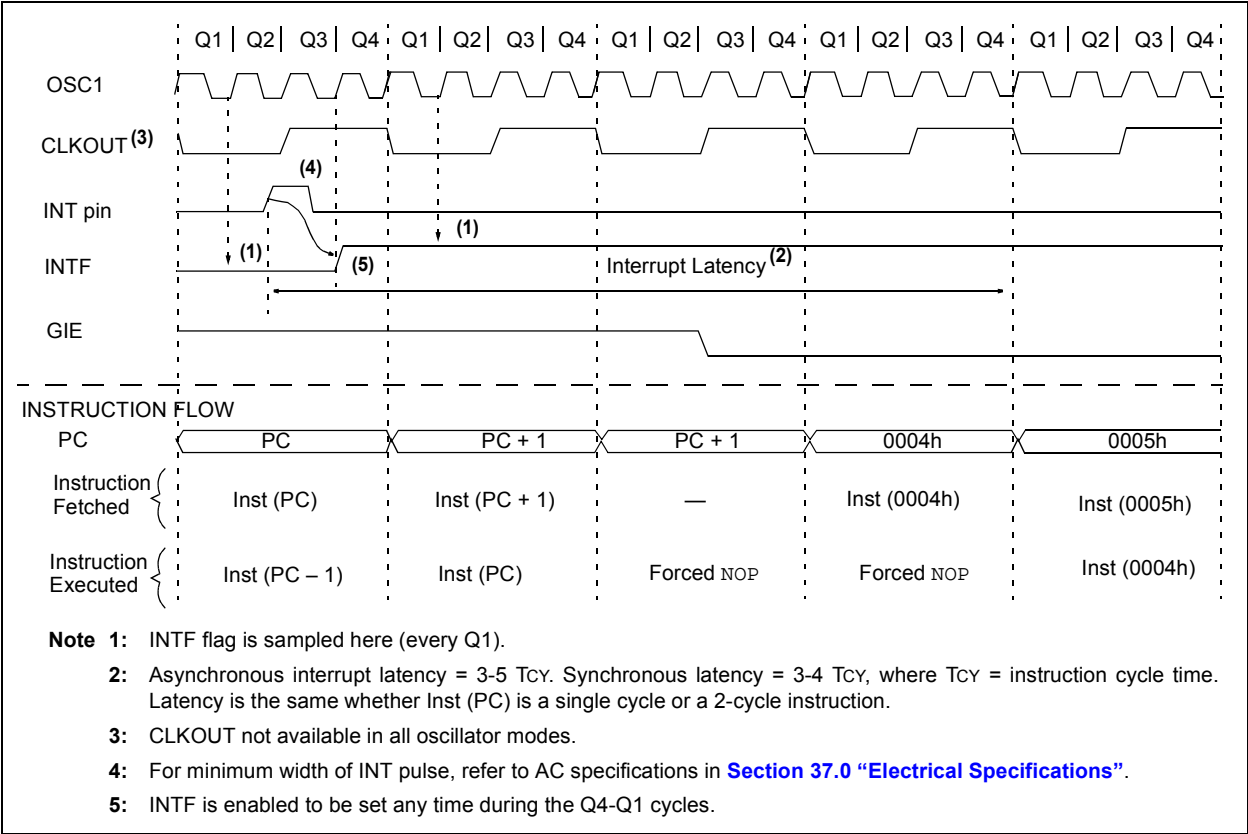 Q1 Q2 Q3 Q4 Q1 Q2 Q3 Q4 Q1 Q2 Q3 Q4 Q1 Q2 Q3 Q4 Q1 Q2 Q3 Q4
OSC1
CLKOUT (3)
(4)
INT pin
(1) (1)
INTF (5) Interrupt Latency (2)
GIE
INSTRUCTION FLOW
PC PC PC + 1 PC + 1 0004h 0005h
Instruction
Fetched
Inst (PC) Inst (PC + 1) — Inst (0004h) Inst (0005h)
Instruction
Executed
Inst (PC – 1) Inst (PC) Forced NOP Forced NOP Inst (0004h)
Note 1: INTF flag is sampled here (every Q1).
2: Asynchronous interrupt latency = 3-5 TCY. Synchronous latency = 3-4 TCY, where TCY = instruction cycle time.
Latency is the same whether Inst (PC) is a single cycle or a 2-cycle instruction.
3: CLKOUT not available in all oscillator modes.
4: For minimum width of INT pulse, refer to AC specifications in Section 37.0 “Electrical Specifications”.
5: INTF is enabled to be set any time during the Q4-Q1 cycles.